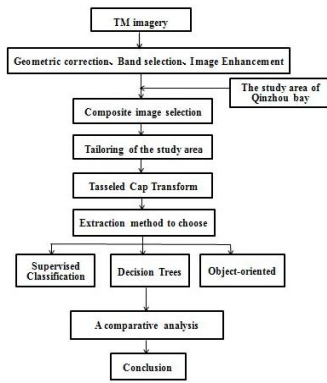 TM imagery
Geometric correction、Band selection、Image Enhancement
The study area of
Qinzhou bay
Composite image selection
Tailoring of the study area
Tasseled Cap Transform
Extraction method to choose
Supervised
Classification
Decision Trees
Object-oriented
A comparative analysis
Conclusion